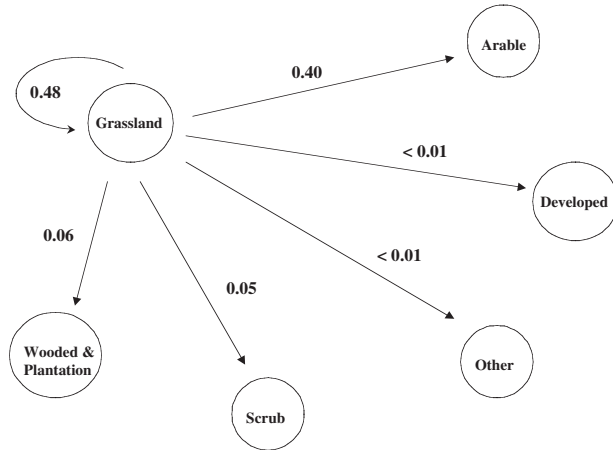 Arable
0.40
0.48
Grassland
< 0.01
Developed
0.06
< 0.01
0.05
Wooded &
Plantation
Other
Scrub